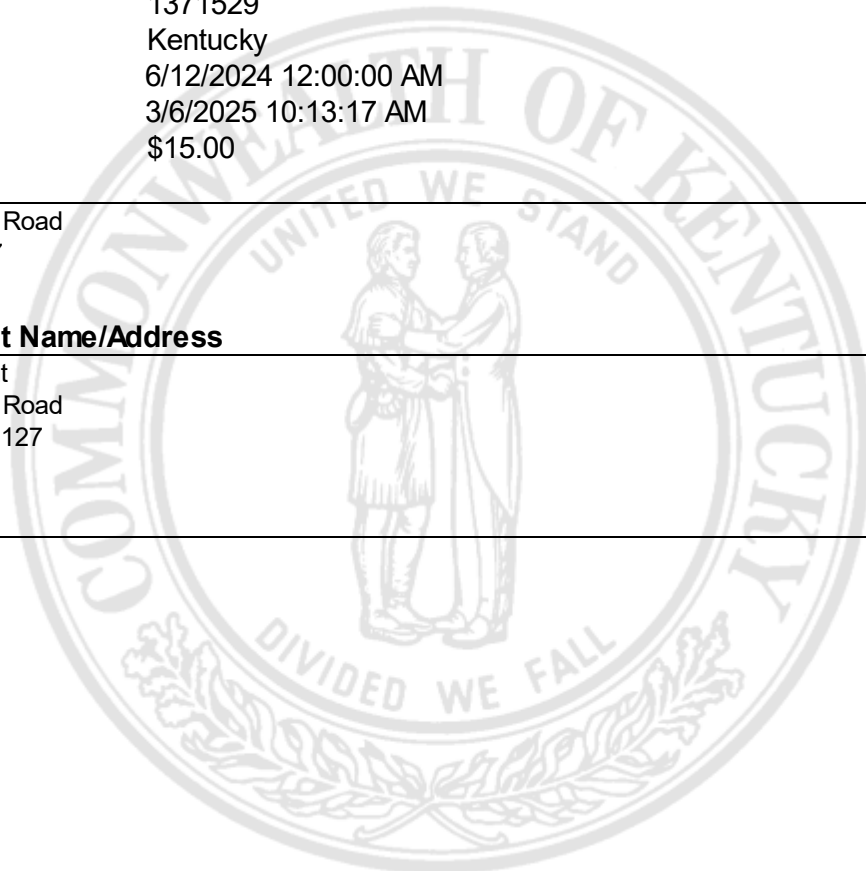 1371529
Kentucky
6/12/2024 12:00:00 AM
3/6/2025 10:13:17 AM
$15.00
Road
t Name/Address
t
Road
127
COMMONWEALTH OF KENTUCKY
UNITED WE STAND
DIVIDED WE FALL